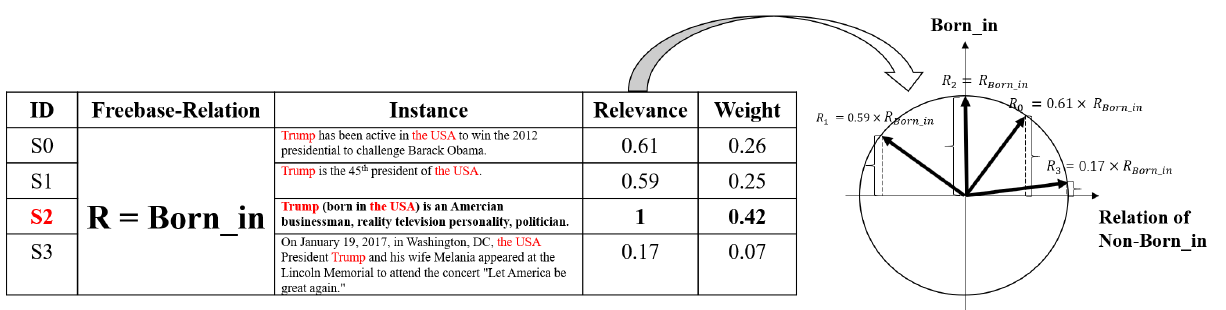 ID Freebase-Relation Instance Relevance Weight
S0 Trump has been active in the USA to win the 2012
presidential to challenge Barack Obama. 0.61 0.26
S1 Trump is the 45th president of the USA. 0.59 0.25
R = Born_in
S2 Trump (born in the USA) is an Amercian
businessman, reality television personality, politician. 1 0.42
S3 On January 19, 2017, in Washington, DC, the USA
President Trump and his wife Melania appeared at the
Lincoln Memorial to attend the concert "Let America be
great again." 0.17 0.07
Born_in
R2 = RBorn_in
R0 = 0.61 × RBorn_in
R1 = 0.59 × RBorn_in
R3 = 0.17 × RBorn_in
Relation of
Non-Born_in